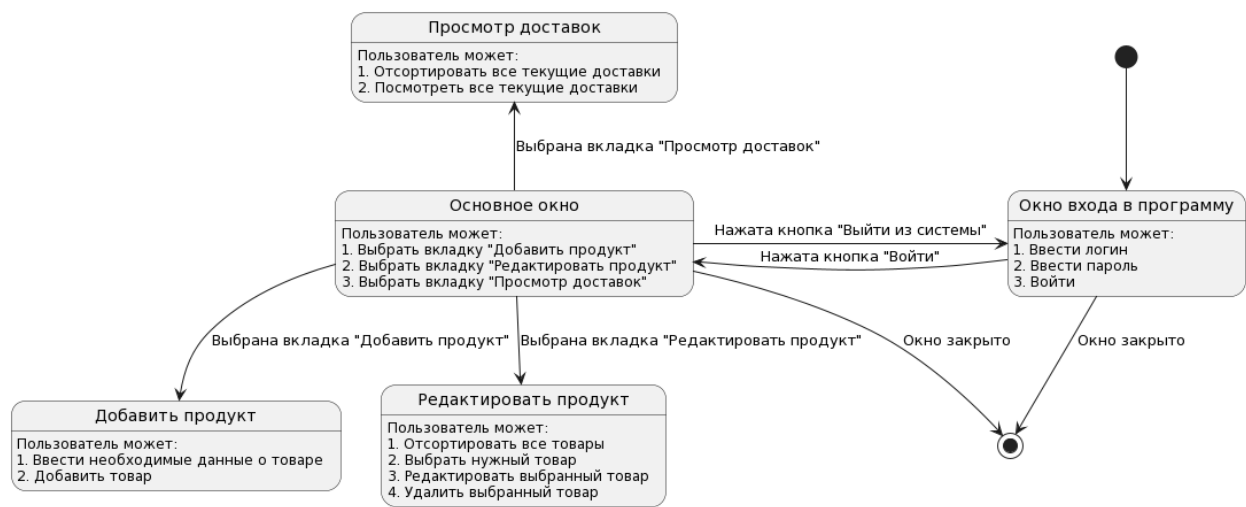 Просмотр доставок
Пользователь может:
1. Отсортировать все текущие доставки
2. Посмотреть все текущие доставки
Выбрана вкладка "Просмотр доставок"
Основное окно
Пользователь может:
1. Выбрать вкладку "Добавить продукт"
2. Выбрать вкладку "Редактировать продукт"
3. Выбрать вкладку "Просмотр доставок"
Нажата кнопка "Выйти из системы"
Нажата кнопка "Войти"
Окно входа в программу
Пользователь может:
1. Ввести логин
2. Ввести пароль
3. Войти
Выбрана вкладка "Добавить продукт"
Выбрана вкладка "Редактировать продукт"
Окно закрыто
Окно закрыто
Добавить продукт
Пользователь может:
1. Ввести необходимые данные о товаре
2. Добавить товар
Редактировать продукт
Пользователь может:
1. Отсортировать все товары
2. Выбрать нужный товар
3. Редактировать выбранный товар
4. Удалить выбранный товар